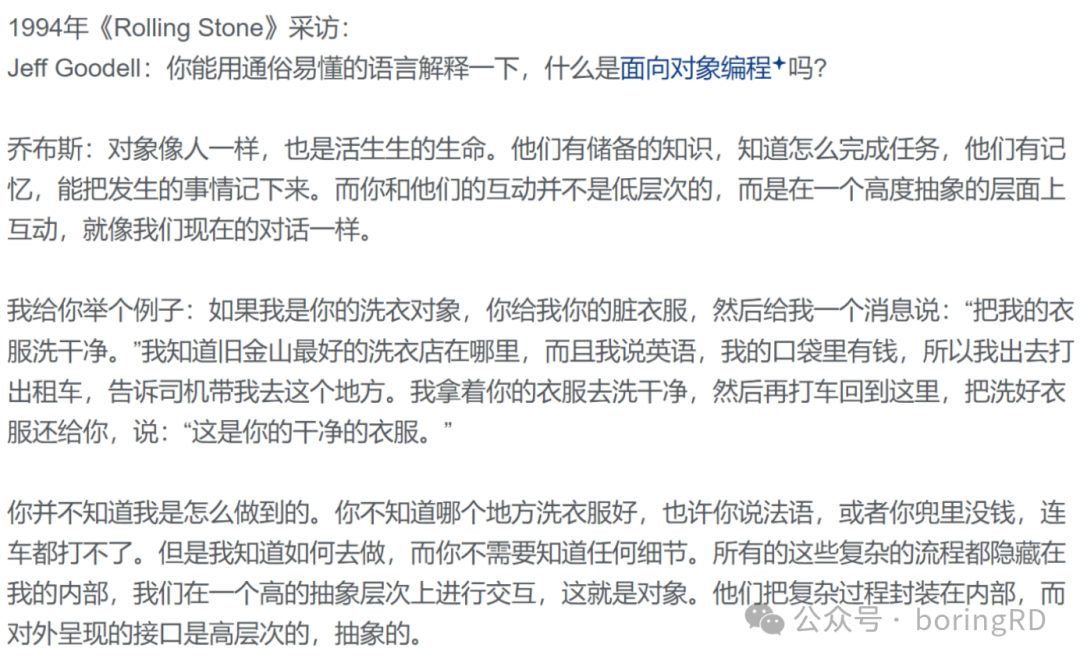 1994年《Rolling Stone》采访：
Jeff Goodell：你能用通俗易懂的语言解释一下，什么是面向对象编程吗？
乔布斯：对象像人一样，也是活生生的生命。他们有储备的知识，知道怎么完成任务，他们有记
忆，能把发生的事情记下来。而你和他们的互动并不是低层次的，而是在一个高度抽象的层面上
互动，就像我们现在的对话一样。
我给你举个例子：如果我是你的洗衣对象，你给我你的脏衣服，然后给我一个消息说：“把我的衣
服洗干净。”我知道旧金山最好的洗衣店在哪里，而且我说英语，我的口袋里有钱，所以我出去打
出租车，告诉司机带我去这个地方。我拿着你的衣服去洗干净，然后再打车回到这里，把洗好衣
服还给你，说：“这是你的干净的衣服。”
你并不知道我是怎么做到的。你不知道哪个地方洗衣服好，也许你说法语，或者你兜里没钱，连
车都打不了。但是我知道如何去做，而你不需要知道任何细节。所有的这些复杂的流程都隐藏在
我的内部，我们在一个高的抽象层次上进行交互，这就是对象。他们把复杂过程封装在内部，而
对外呈现的接口是高层次的，抽象的。
公众号·boringRD